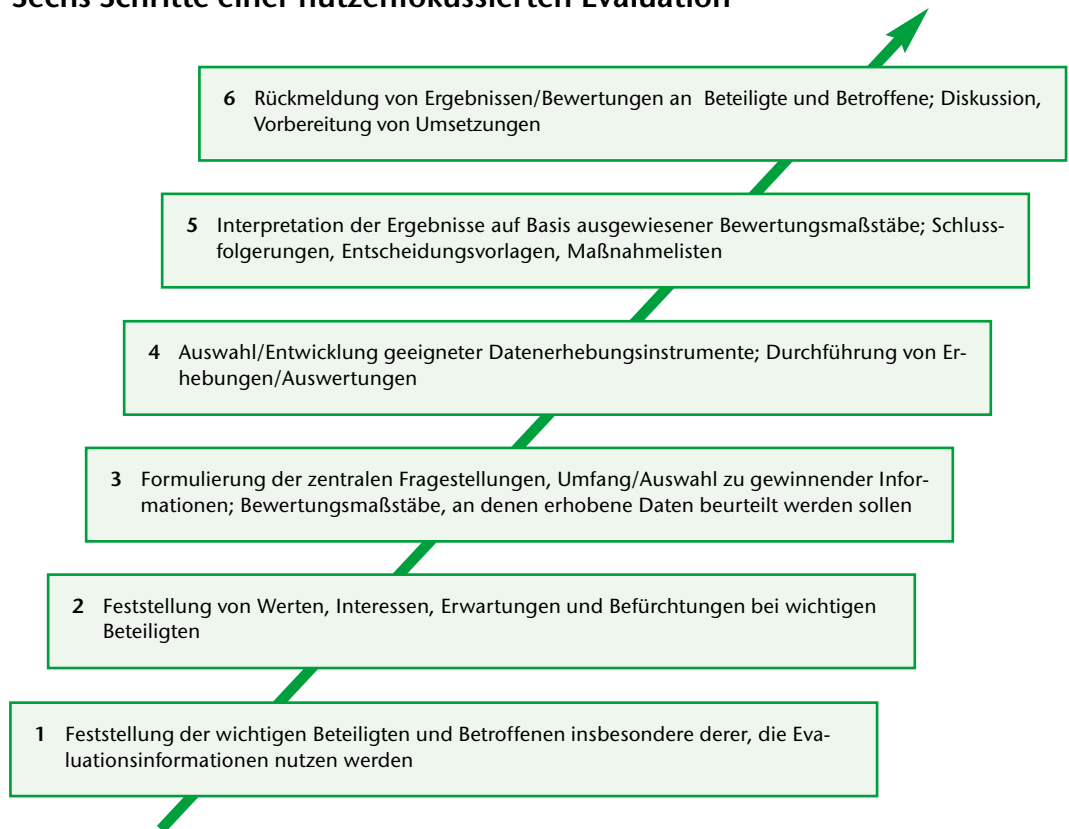 Sechs Schritte einer nutzenfokussierten Evaluation
6 Rückmeldung von Ergebnissen/Bewertungen an Beteiligte und Betroffene; Diskussion,
Vorbereitung von Umsetzungen
5 Interpretation der Ergebnisse auf Basis ausgewiesener Bewertungsmaßstäbe; Schluss-
folgerungen, Entscheidungsvorlagen, Maßnahmelisten
4 Auswahl/Entwicklung geeigneter Datenerhebungsinstrumente; Durchführung von Er-
hebungen/Auswertungen
3 Formulierung der zentralen Fragestellungen, Umfang/Auswahl zu gewinnender Infor-
mationen; Bewertungsmaßstäbe, an denen erhobene Daten beurteilt werden sollen
2 Feststellung von Werten, Interessen, Erwartungen und Befürchtungen bei wichtigen
Beteiligten
1 Feststellung der wichtigen Beteiligten und Betroffenen insbesondere derer, die Eva-
luationsinformationen nutzen werden